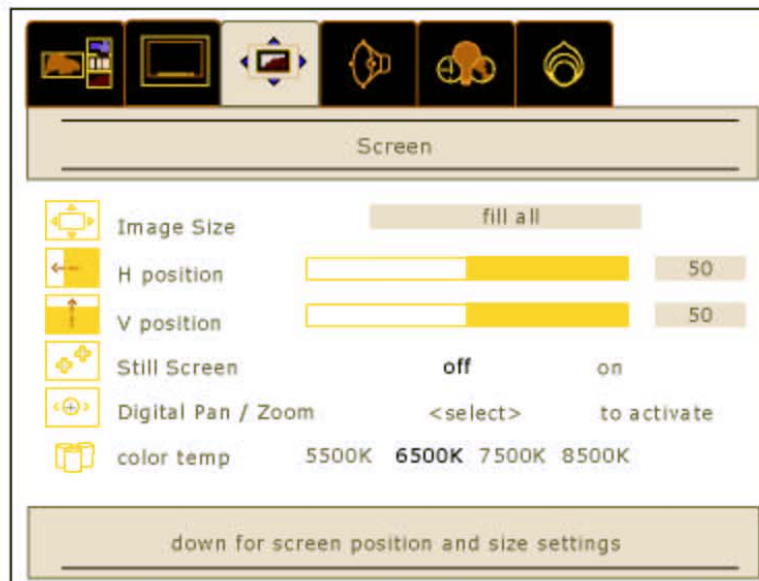 Screen
Image Size fill all
H position 50
V position 50
Still Screen off on
Digital Pan / Zoom <select> to activate
color temp 5500K 6500K 7500K 8500K
down for screen position and size settings